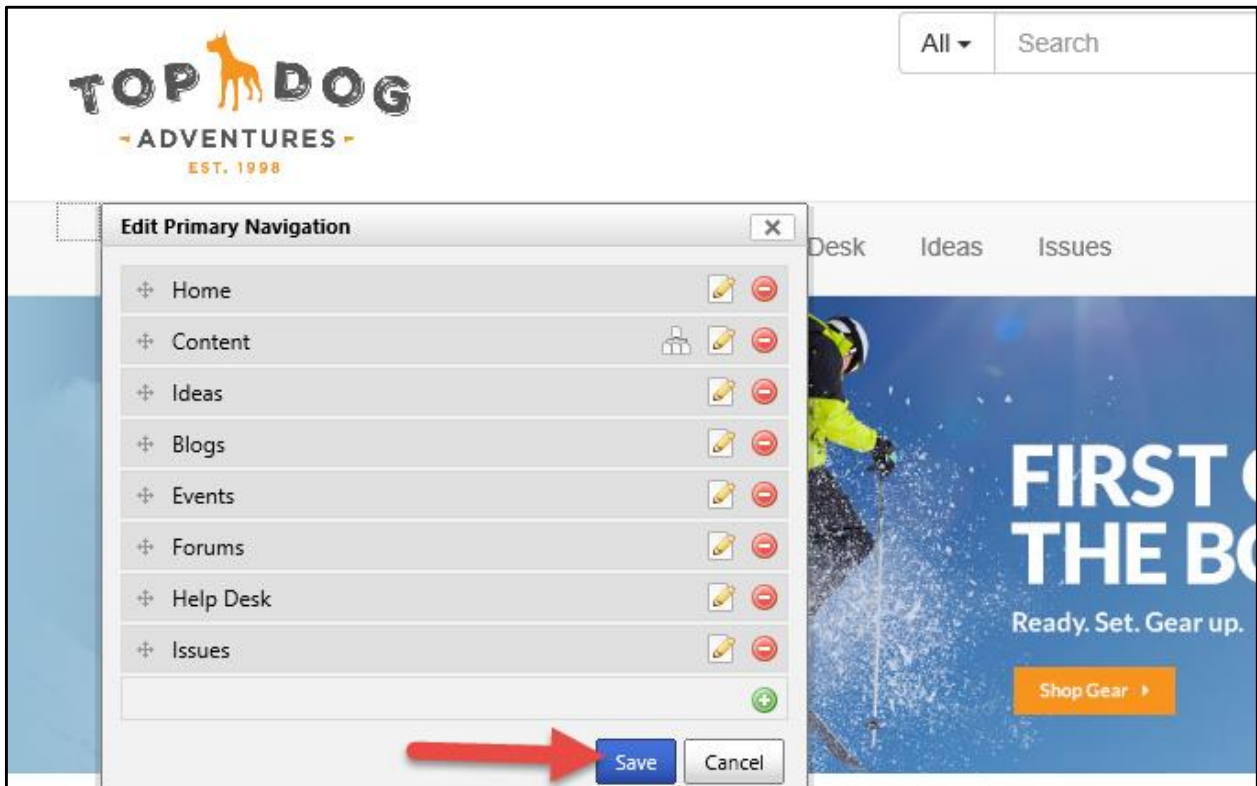 All Search
TOP DOG
ADVENTURES
EST. 1998
Edit Primary Navigation
Desk Ideas Issues
Home
Content
Ideas
Blogs
Events
Forums
Help Desk
Issues
Save Cancel
FIRST
THE BO
Ready. Set. Gear up.
Shop Gear